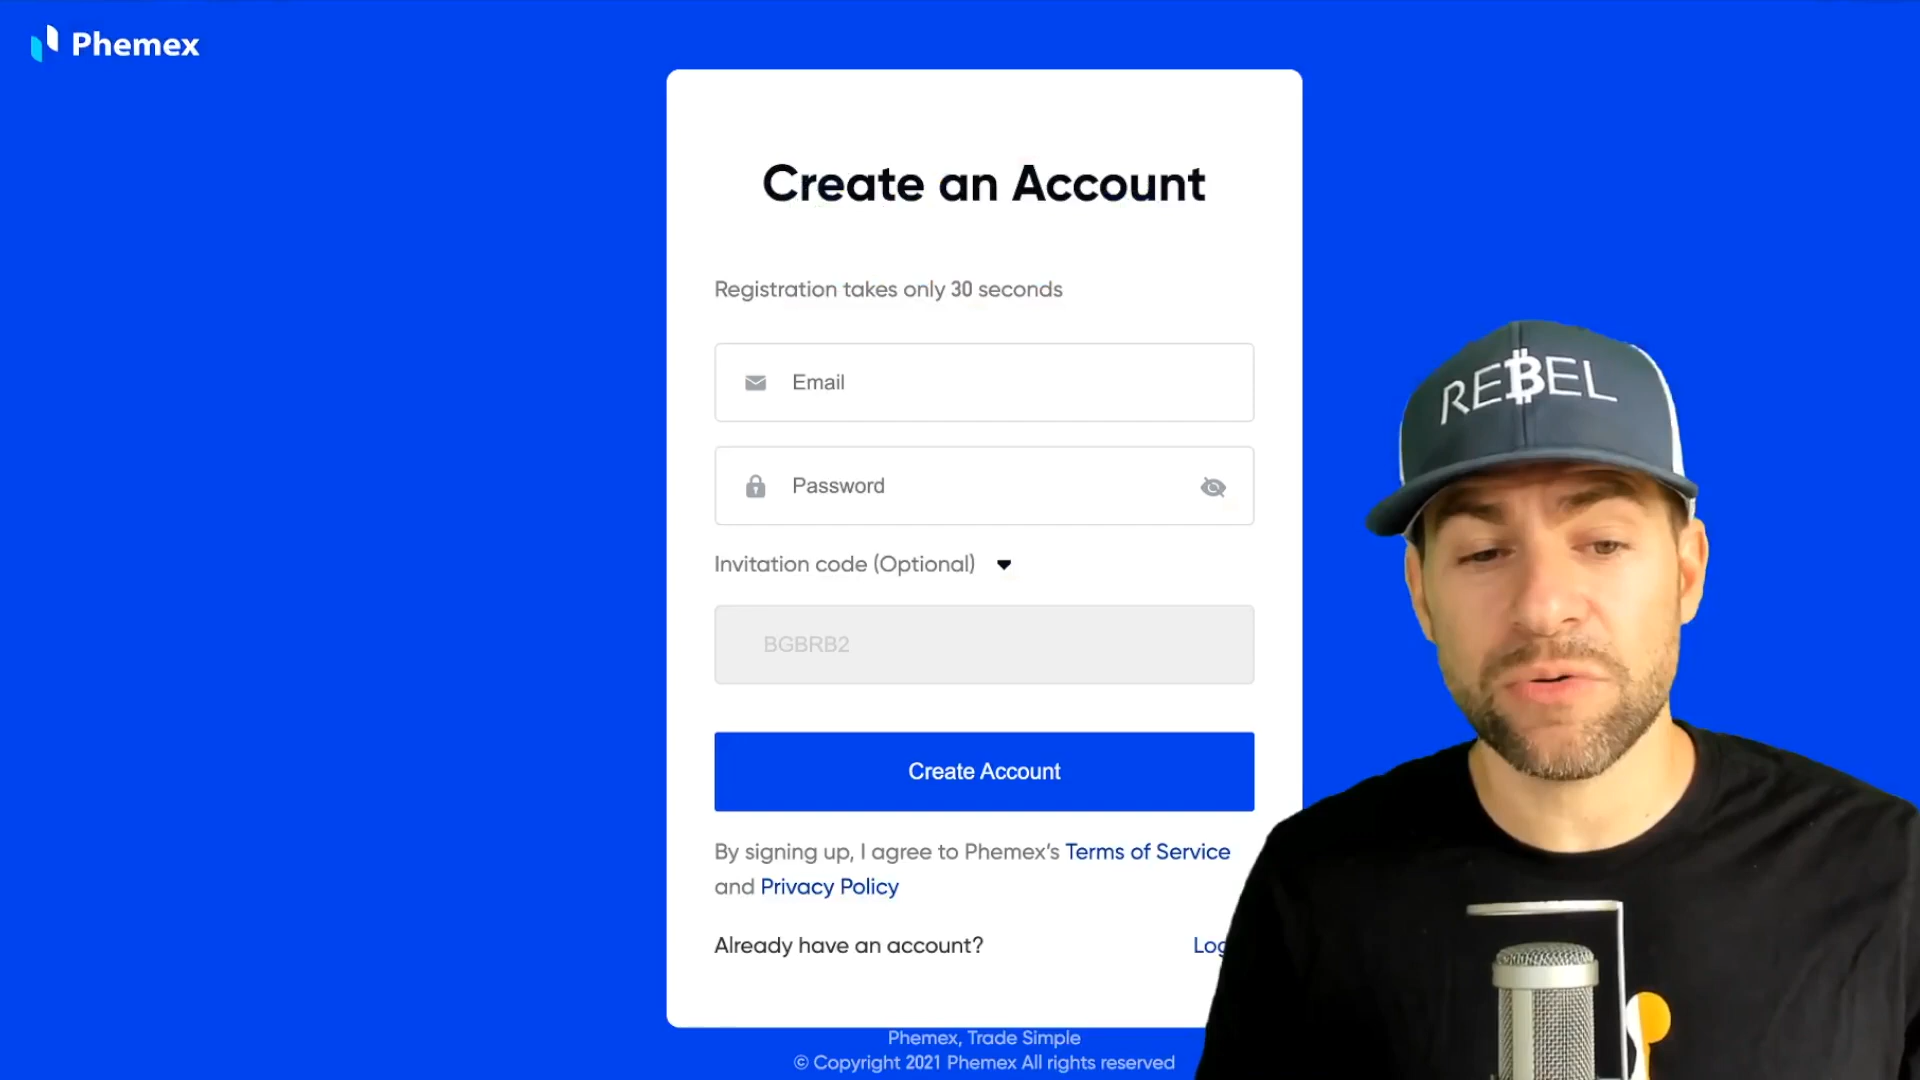 Phemex
Create an Account
Registration takes only 30 seconds
Email
Password
Invitation code (Optional)
BGBRB2
Create Account
By signing up, I agree to Phemex’s Terms of Service
and Privacy Policy
Already have an account?
Phemex, Trade Simple
© Copyright 2021 Phemex All rights reserved
RE₿EL